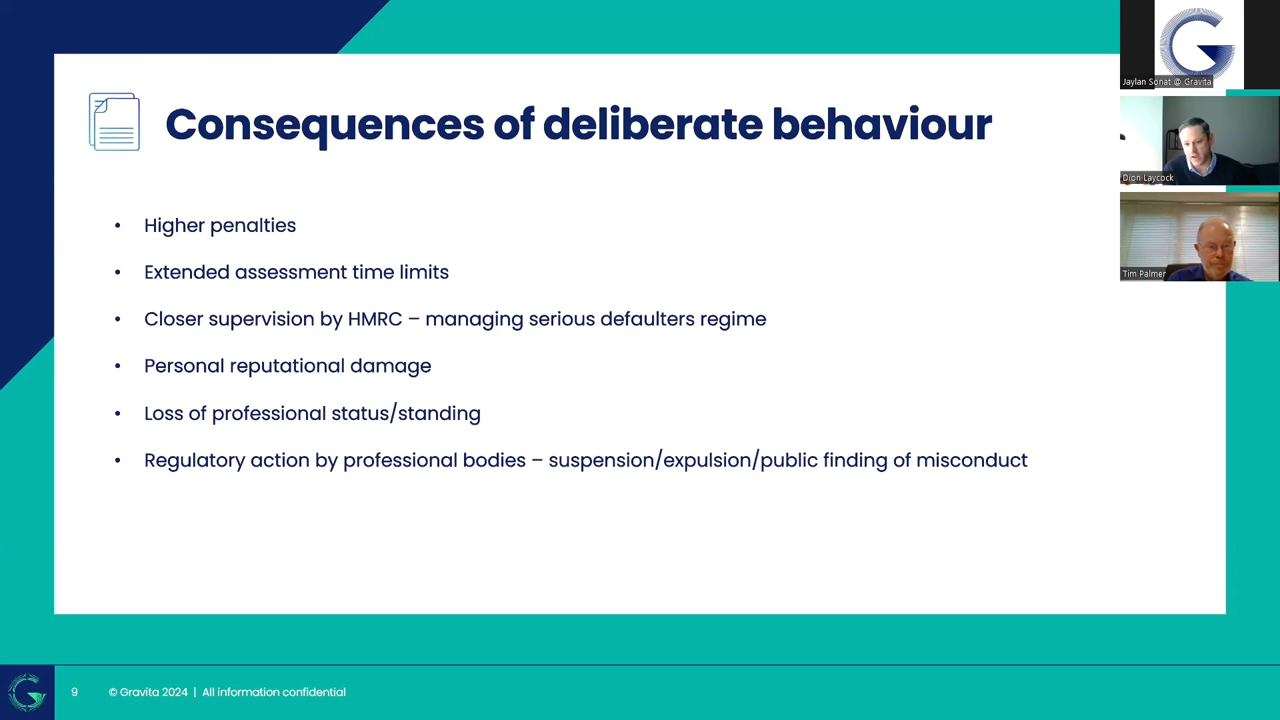 Consequences of deliberate behaviour
• Higher penalties
• Extended assessment time limits
• Closer supervision by HMRC – managing serious defaulters regime
• Personal reputational damage
• Loss of professional status/standing
• Regulatory action by professional bodies – suspension/expulsion/public finding of misconduct
9 © Gravita 2024 | All information confidential
Jaylan Sonat @ Gravita
Dion Laycock
Tim Palmer